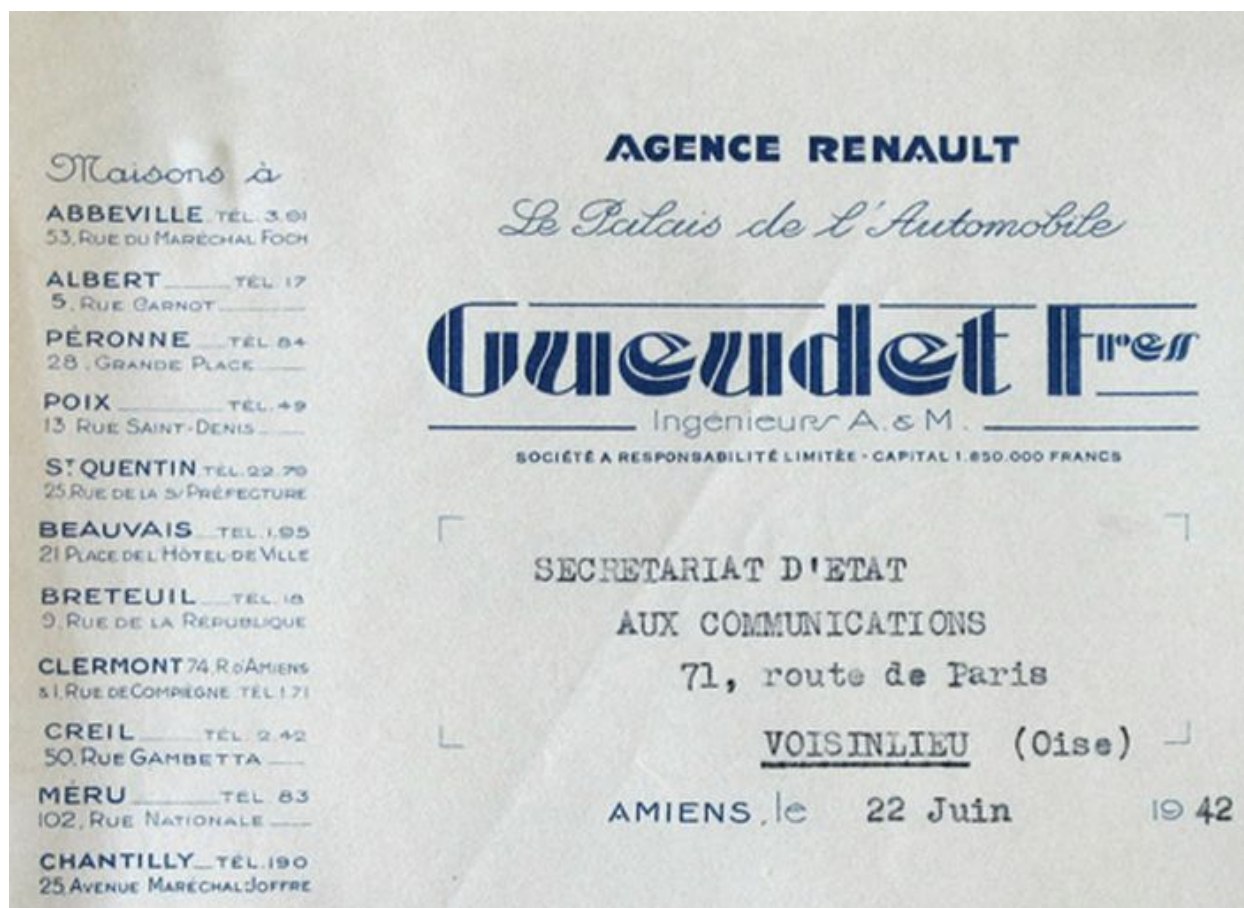 Maisons à
ABBEVILLE TÉL. 3.01
53, RUE DU MARÉCHAL FOCH
ALBERT TÉL. 17
5, RUE CARNOT
PÉRONNE TÉL. 84
28, GRANDE PLACE
POIX TÉL. 49
13 RUE SAINT-DENIS
ST QUENTIN TÉL. 22.79
25, RUE DE LA S/ PRÉFECTURE
BEAUVAIS TÉL. 1.95
21 PLACE DE L'HÔTEL-DE VILLE
BRETEUIL TÉL. 18
9, RUE DE LA RÉPUBLIQUE
CLERMONT 74, R. D'AMIENS
& 1, RUE DE COMPIÈGNE TÉL. 1.71
CREIL TÉL. 2.42
50, RUE GAMBETTA
MÉRU TÉL. 83
102, RUE NATIONALE
CHANTILLY TÉL. 190
25, AVENUE MARÉCHAL JOFFRE
AGENCE RENAULT
Le Palais de l'Automobile
Gueudet Fres
Ingénieurs A. & M.
SOCIÉTÉ A RESPONSABILITÉ LIMITÉE - CAPITAL 1.850.000 FRANCS
SECRETARIAT D'ETAT
AUX COMMUNICATIONS
71, route de Paris
VOISINLIEU (Oise)
AMIENS, le 22 Juin 1942